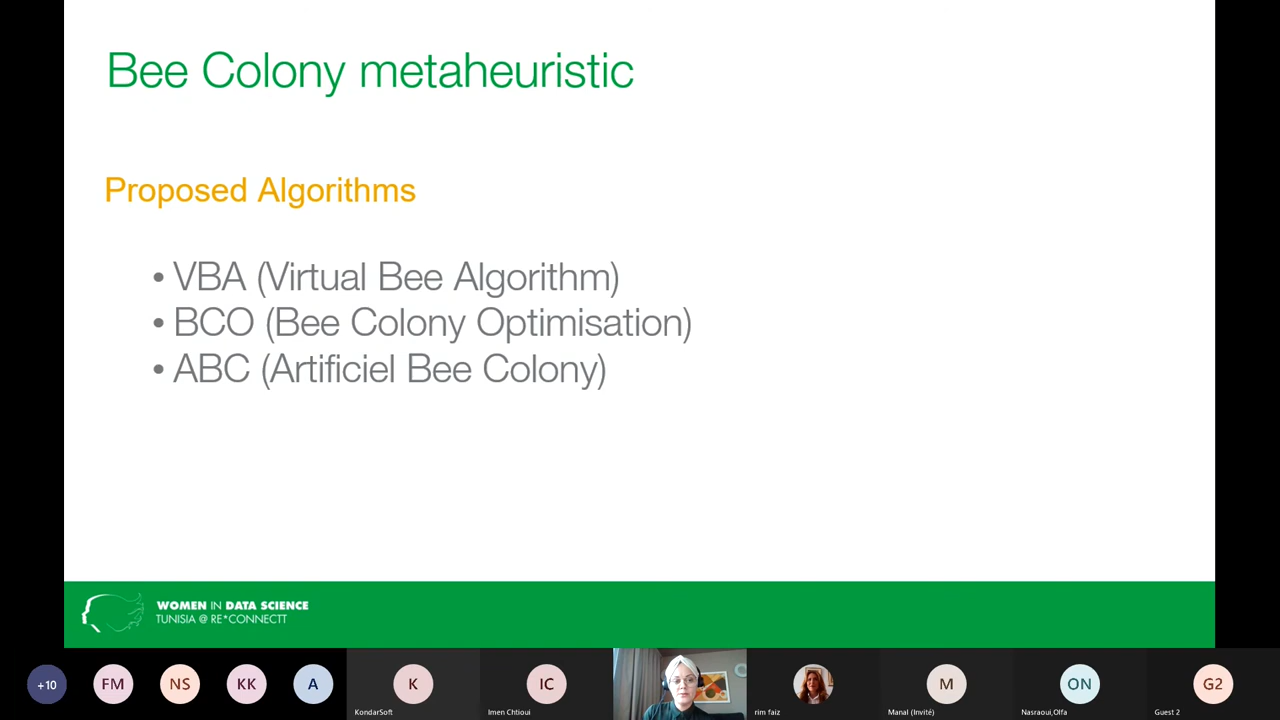 Bee Colony metaheuristic
Proposed Algorithms
• VBA (Virtual Bee Algorithm)
• BCO (Bee Colony Optimisation)
• ABC (Artificiel Bee Colony)
WOMEN IN DATA SCIENCE
TUNISIA @ RE*CONNECTT
+10
FM
NS
KK
A
K
IC
M
ON
G2
KondarSoft
Imen Chtioui
rim faiz
Manal (Invité)
Nasraoui,Olfa
Guest 2